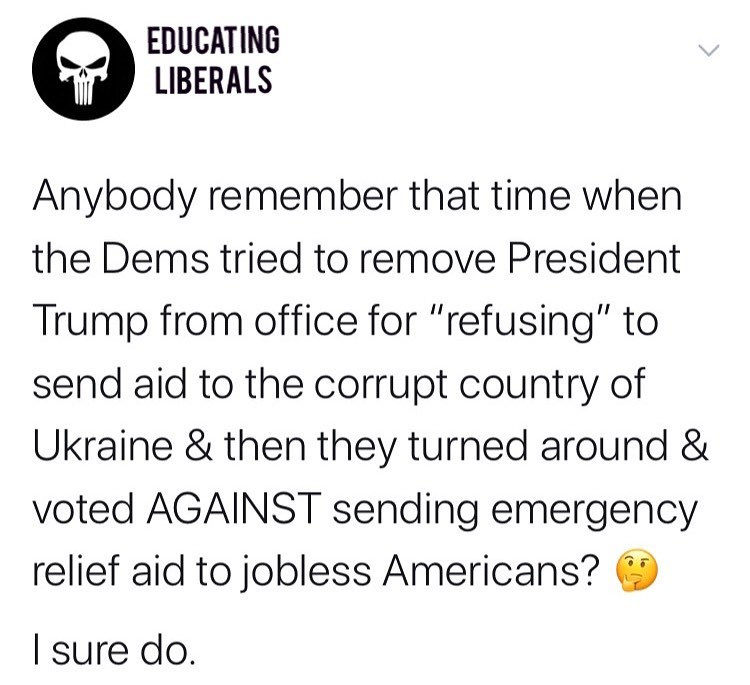 EDUCATING
LIBERALS
Anybody remember that time when
the Dems tried to remove President
Trump from office for "refusing" to
send aid to the corrupt country of
Ukraine & then they turned around &
voted AGAINST sending emergency
relief aid to jobless Americans? 🤔
I sure do.